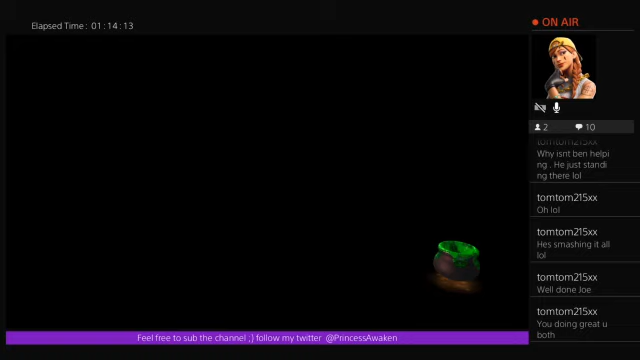 Elapsed Time : 01:14:13
ON AIR
2
10
tomtom215xx
Why isnt ben helpi
ng . He just standi
ng there lol
tomtom215xx
Oh lol
tomtom215xx
Hes smashing it all
lol
tomtom215xx
Well done Joe
tomtom215xx
You doing great u
both
Feel free to sub the channel ;) follow my twitter @PrincessAwaken